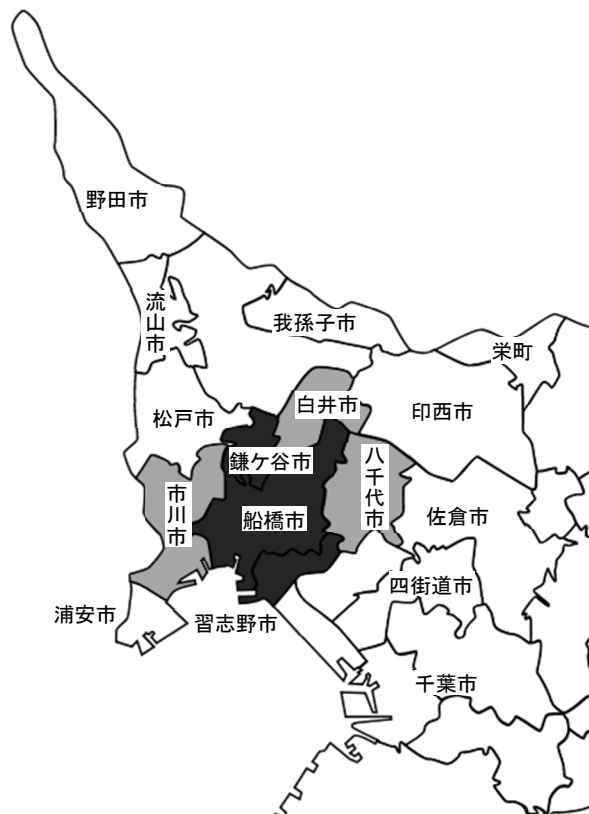 野田市
流山市
我孫子市
栄町
松戸市
白井市
印西市
鎌ケ谷市
八千代市
市川市
船橋市
佐倉市
四街道市
浦安市
習志野市
千葉市